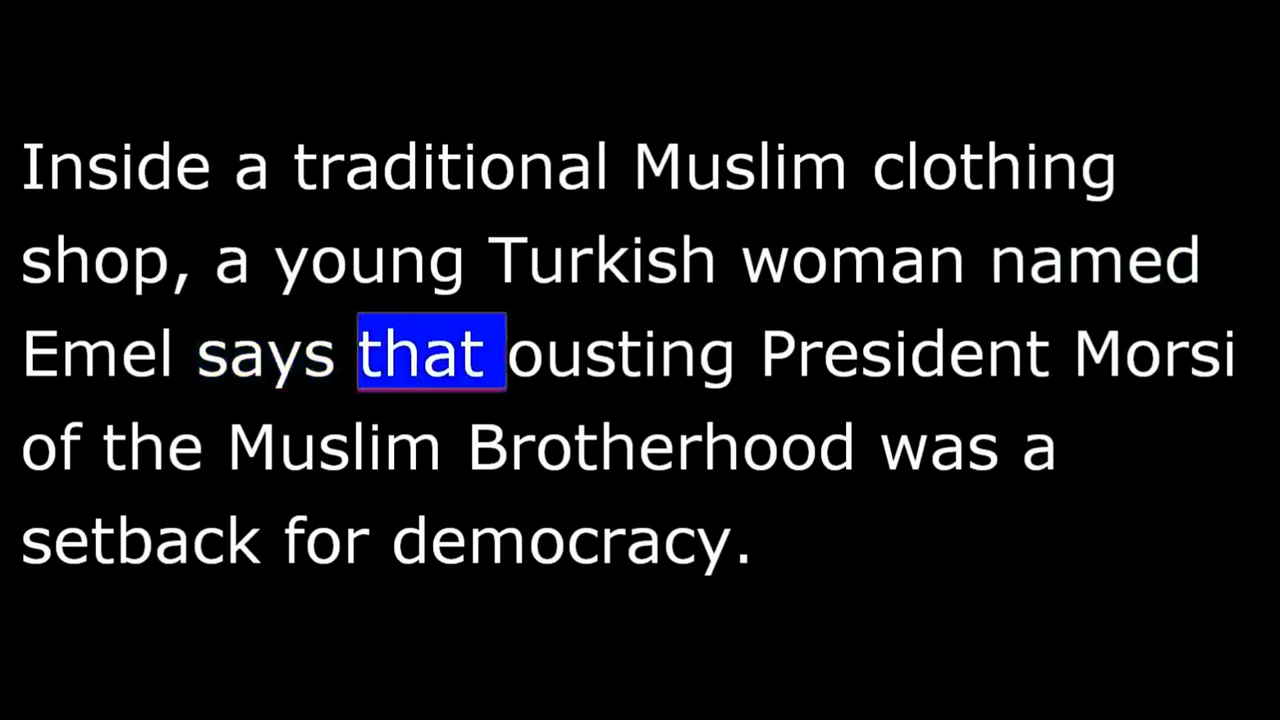 Inside a traditional Muslim clothing
shop, a young Turkish woman named
Emel says that ousting President Morsi
of the Muslim Brotherhood was a
setback for democracy.